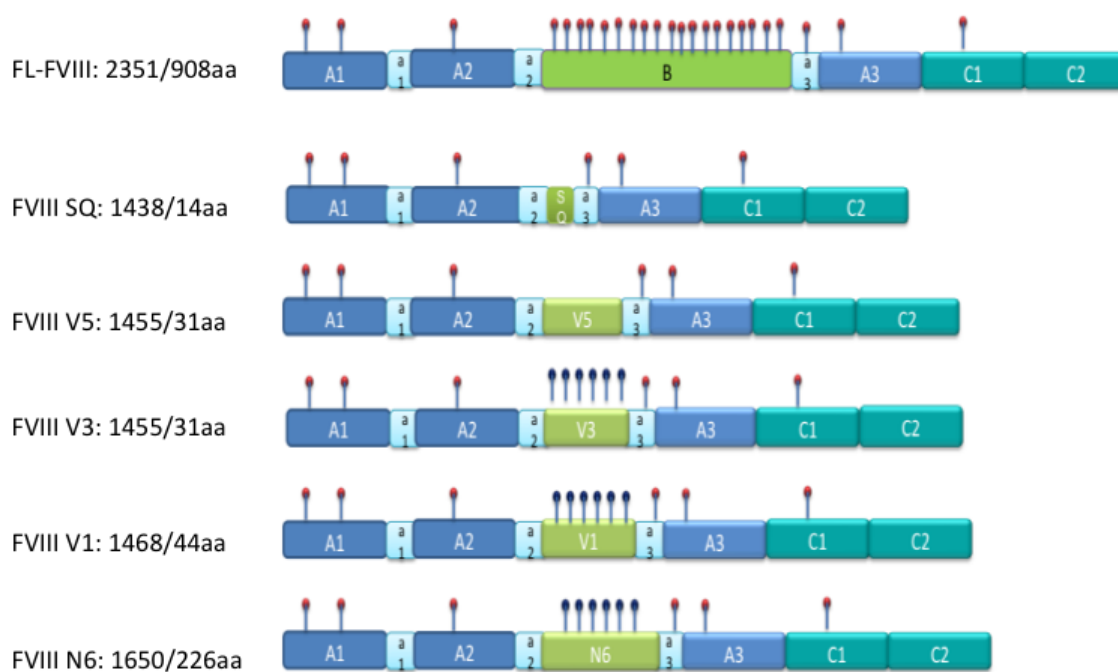 FL-FVIII: 2351/908aa A1 a1 A2 a2 B a3 A3 C1 C2
FVIII SQ: 1438/14aa A1 a1 A2 a2 SQ a3 A3 C1 C2
FVIII V5: 1455/31aa A1 a1 A2 a2 V5 a3 A3 C1 C2
FVIII V3: 1455/31aa A1 a1 A2 a2 V3 a3 A3 C1 C2
FVIII V1: 1468/44aa A1 a1 A2 a2 V1 a3 A3 C1 C2
FVIII N6: 1650/226aa A1 a1 A2 a2 N6 a3 A3 C1 C2